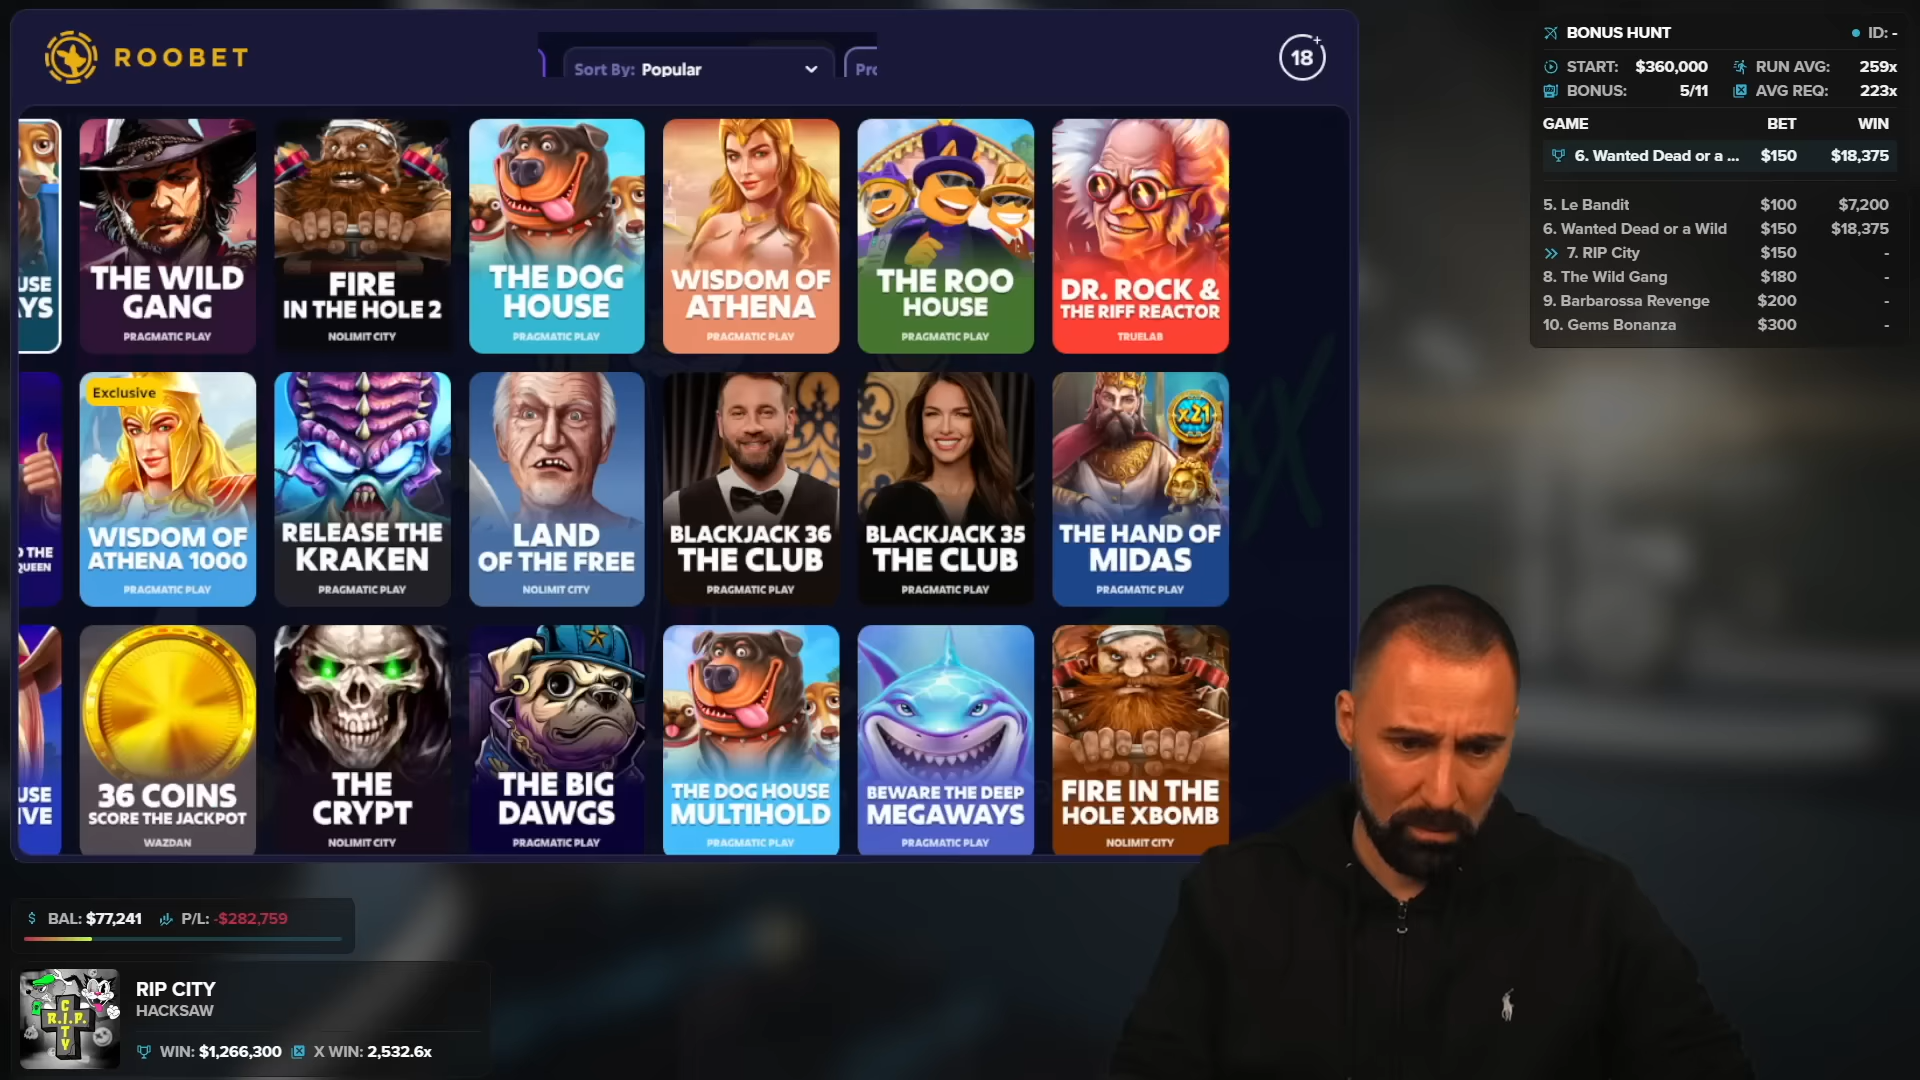 ROOBET
Sort By: Popular
Pro
18+
USE
YS
THE WILD
GANG
PRAGMATIC PLAY
FIRE
IN THE HOLE 2
NOLIMIT CITY
THE DOG
HOUSE
PRAGMATIC PLAY
WISDOM OF
ATHENA
PRAGMATIC PLAY
THE ROO
HOUSE
PRAGMATIC PLAY
DR. ROCK &
THE RIFF REACTOR
TRUELAB
D THE
QUEEN
Exclusive
WISDOM OF
ATHENA 1000
PRAGMATIC PLAY
RELEASE THE
KRAKEN
PRAGMATIC PLAY
LAND
OF THE FREE
NOLIMIT CITY
BLACKJACK 36
THE CLUB
PRAGMATIC PLAY
BLACKJACK 35
THE CLUB
PRAGMATIC PLAY
x21
THE HAND OF
MIDAS
PRAGMATIC PLAY
USE
IVE
36 COINS
SCORE THE JACKPOT
WAZDAN
THE
CRYPT
NOLIMIT CITY
THE BIG
DAWGS
PRAGMATIC PLAY
THE DOG HOUSE
MULTIHOLD
PRAGMATIC PLAY
BEWARE THE DEEP
MEGAWAYS
PRAGMATIC PLAY
FIRE IN THE
HOLE XBOMB
NOLIMIT CITY
BONUS HUNT ID: -
START: $360,000 RUN AVG: 259x
BONUS: 5/11 AVG REQ: 223x
GAME BET WIN
6. Wanted Dead or a ... $150 $18,375
5. Le Bandit $100 $7,200
6. Wanted Dead or a Wild $150 $18,375
7. RIP City $150 -
8. The Wild Gang $180 -
9. Barbarossa Revenge $200 -
10. Gems Bonanza $300 -
BAL: $77,241 P/L: -$282,759
R.I.P.
CITY
RIP CITY
HACKSAW
WIN: $1,266,300 X WIN: 2,532.6x